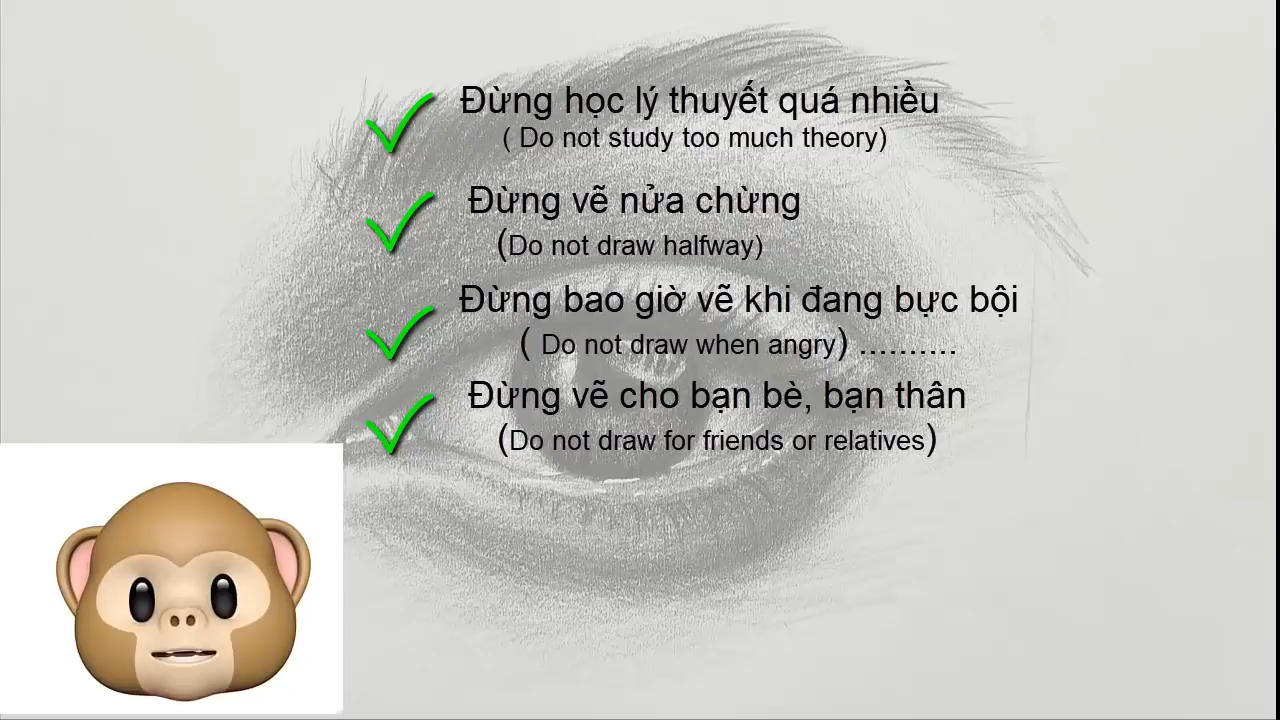 Đừng học lý thuyết quá nhiều
( Do not study too much theory)
Đừng vẽ nửa chừng
(Do not draw halfway)
Đừng bao giờ vẽ khi đang bực bội
( Do not draw when angry) ..........
Đừng vẽ cho bạn bè, bạn thân
(Do not draw for friends or relatives)